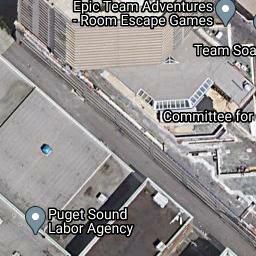 Epic Team Adventures
- Room Escape Games
Team Soa
Committee for
Puget Sound
Labor Agency